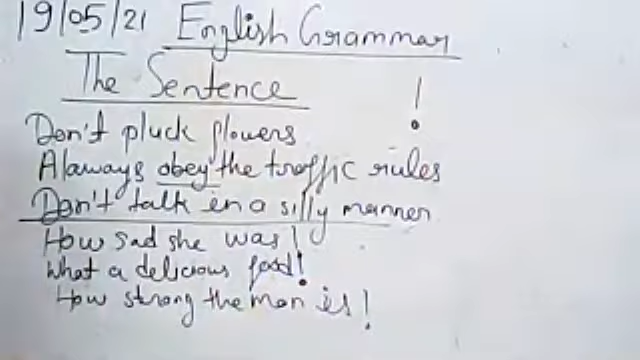 19/05/21 English Grammar
The Sentence !
Don't pluck flowers
Alaways obey the traffic rules
Don't talk in a silly manner
How sad she was!
What a delicious food!
How strong the man is!